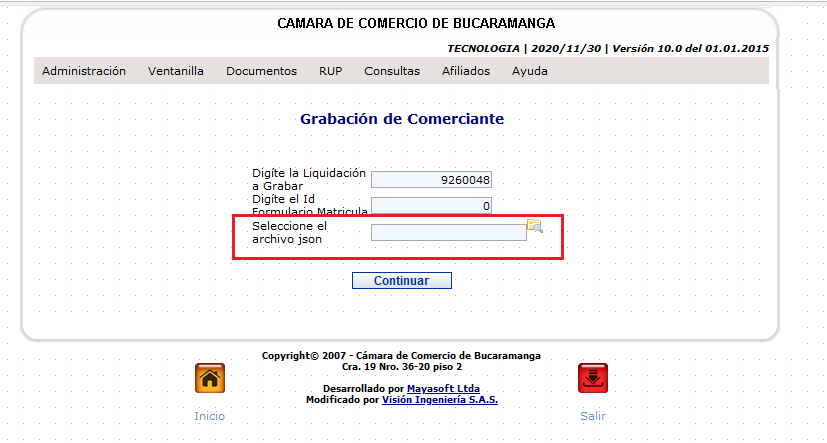 CAMARA DE COMERCIO DE BUCARAMANGA
TECNOLOGIA | 2020/11/30 | Versión 10.0 del 01.01.2015
Administración Ventanilla Documentos RUP Consultas Afiliados Ayuda
Grabación de Comerciante
Digíte la Liquidación
a Grabar
9260048
Digíte el Id
Formulario Matricula
0
Seleccione el
archivo json
Continuar
Copyright© 2007 - Cámara de Comercio de Bucaramanga
Cra. 19 Nro. 36-20 piso 2
Desarrollado por Mayasoft Ltda
Modificado por Visión Ingeniería S.A.S.
Inicio
Salir